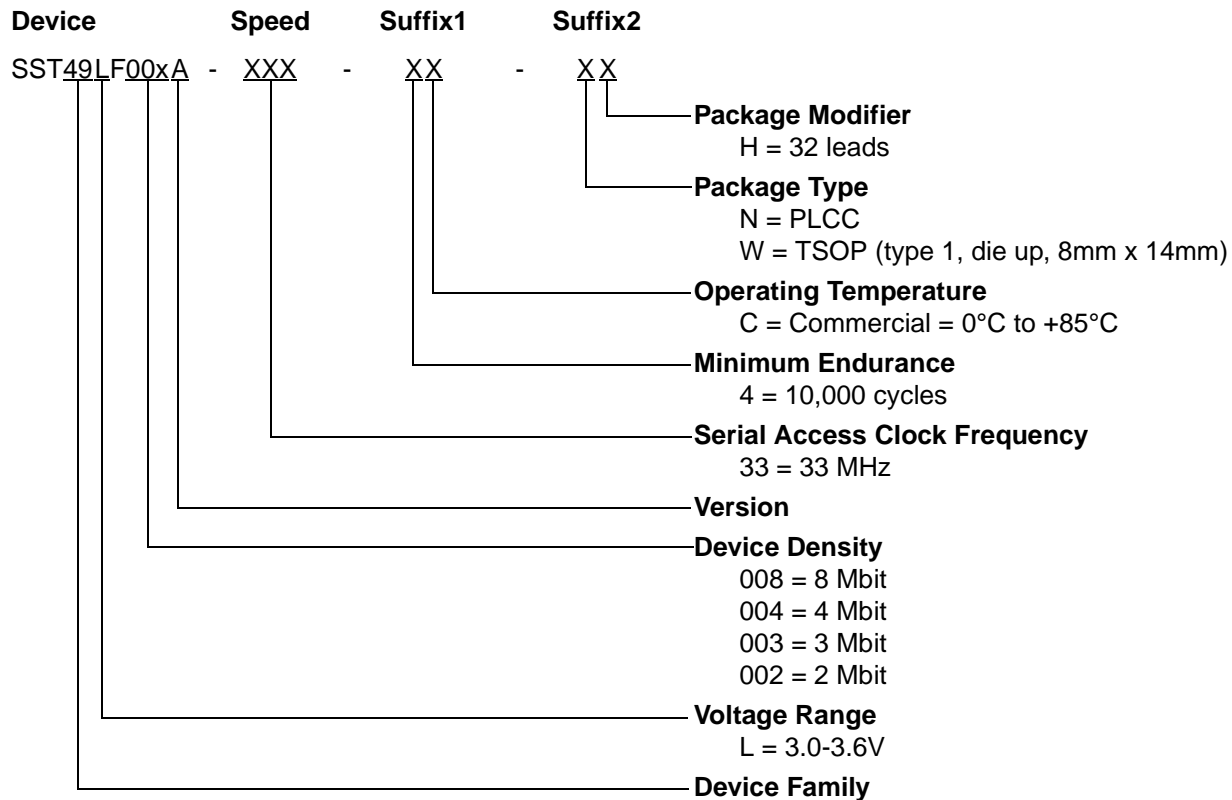 Device Speed Suffix1 Suffix2
SST49LF00xA - XXX - XX - XX
Package Modifier
H = 32 leads
Package Type
N = PLCC
W = TSOP (type 1, die up, 8mm x 14mm)
Operating Temperature
C = Commercial = 0°C to +85°C
Minimum Endurance
4 = 10,000 cycles
Serial Access Clock Frequency
33 = 33 MHz
Version
Device Density
008 = 8 Mbit
004 = 4 Mbit
003 = 3 Mbit
002 = 2 Mbit
Voltage Range
L = 3.0-3.6V
Device Family